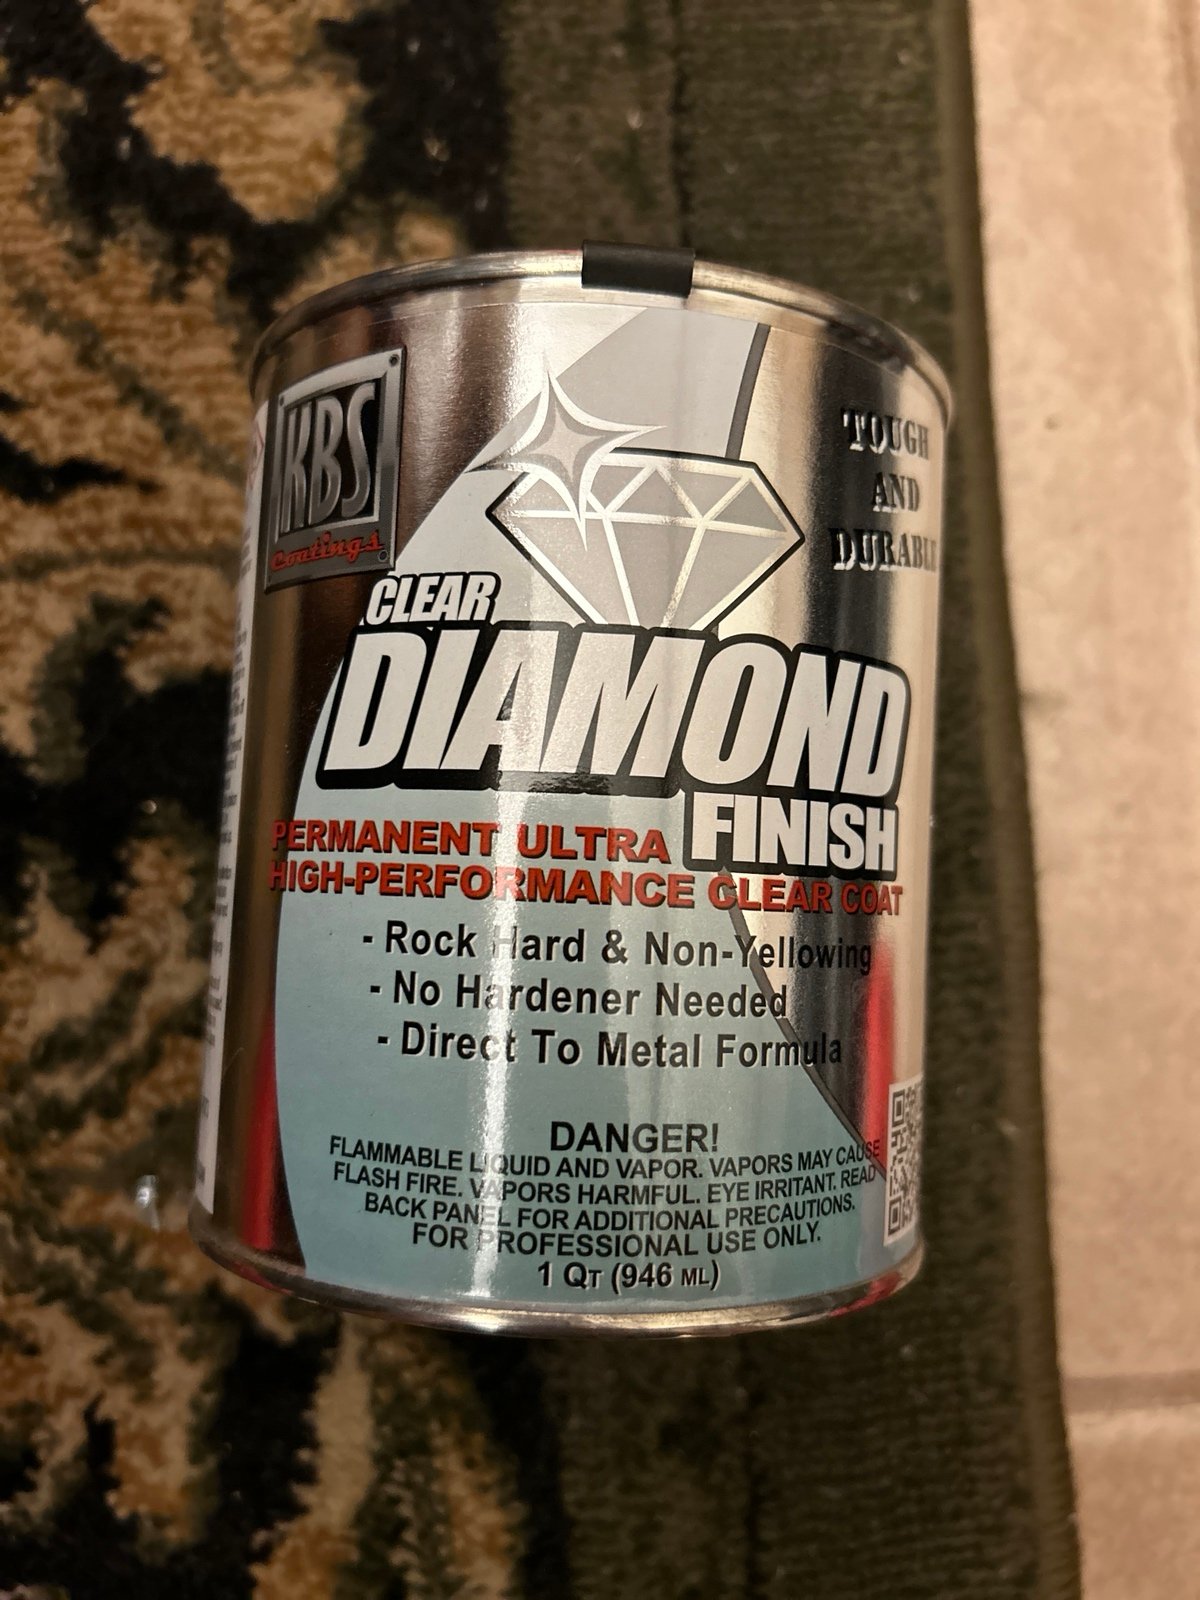 KBS
Coatings
TOUGH
AND
DURABLE
CLEAR
DIAMOND
FINISH
PERMANENT ULTRA
HIGH-PERFORMANCE CLEAR COAT
- Rock Hard & Non-Yellowing
- No Hardener Needed
- Direct To Metal Formula
DANGER!
FLAMMABLE LIQUID AND VAPOR. VAPORS MAY CAUSE
FLASH FIRE. VAPORS HARMFUL. EYE IRRITANT. READ
BACK PANEL FOR ADDITIONAL PRECAUTIONS.
FOR PROFESSIONAL USE ONLY.
1 QT (946 ML)